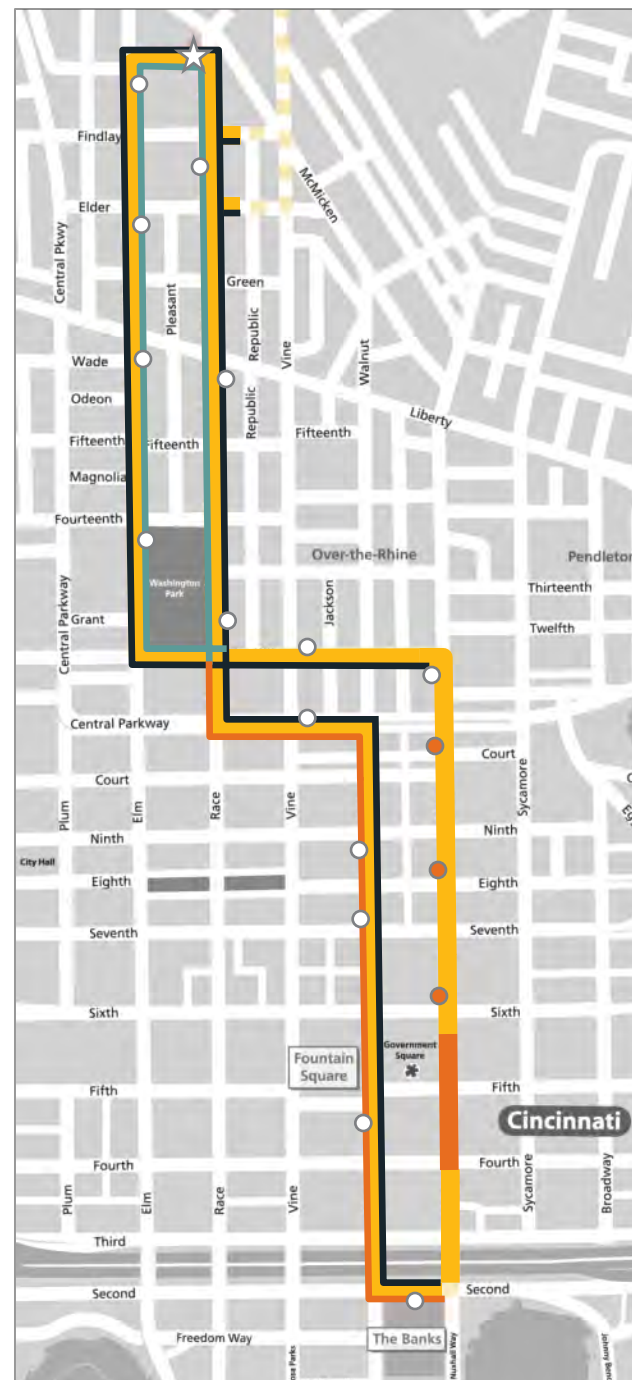 Findlay
McMicken
Elder
Central Pkwy
Green
Pleasant
Republic
Vine
Walnut
Wade
Odeon
Republic
Liberty
Fifteenth
Fifteenth
Fifteenth
Magnolia
Fourteenth
Over-the-Rhine
Pendleton
Washington
Park
Jackson
Thirteenth
Central Parkway
Grant
Twelfth
Central Parkway
Court
Court
Sycamore
Plum
Elm
Race
Vine
Ninth
Ninth
City Hall
Eighth
Eighth
Seventh
Seventh
Sixth
Sixth
Government
Square
Fountain
Square
Fifth
Fifth
Cincinnati
Fourth
Fourth
Plum
Elm
Race
Vine
Sycamore
Broadway
Third
Second
Second
Freedom Way
The Banks
Nuxhall Way